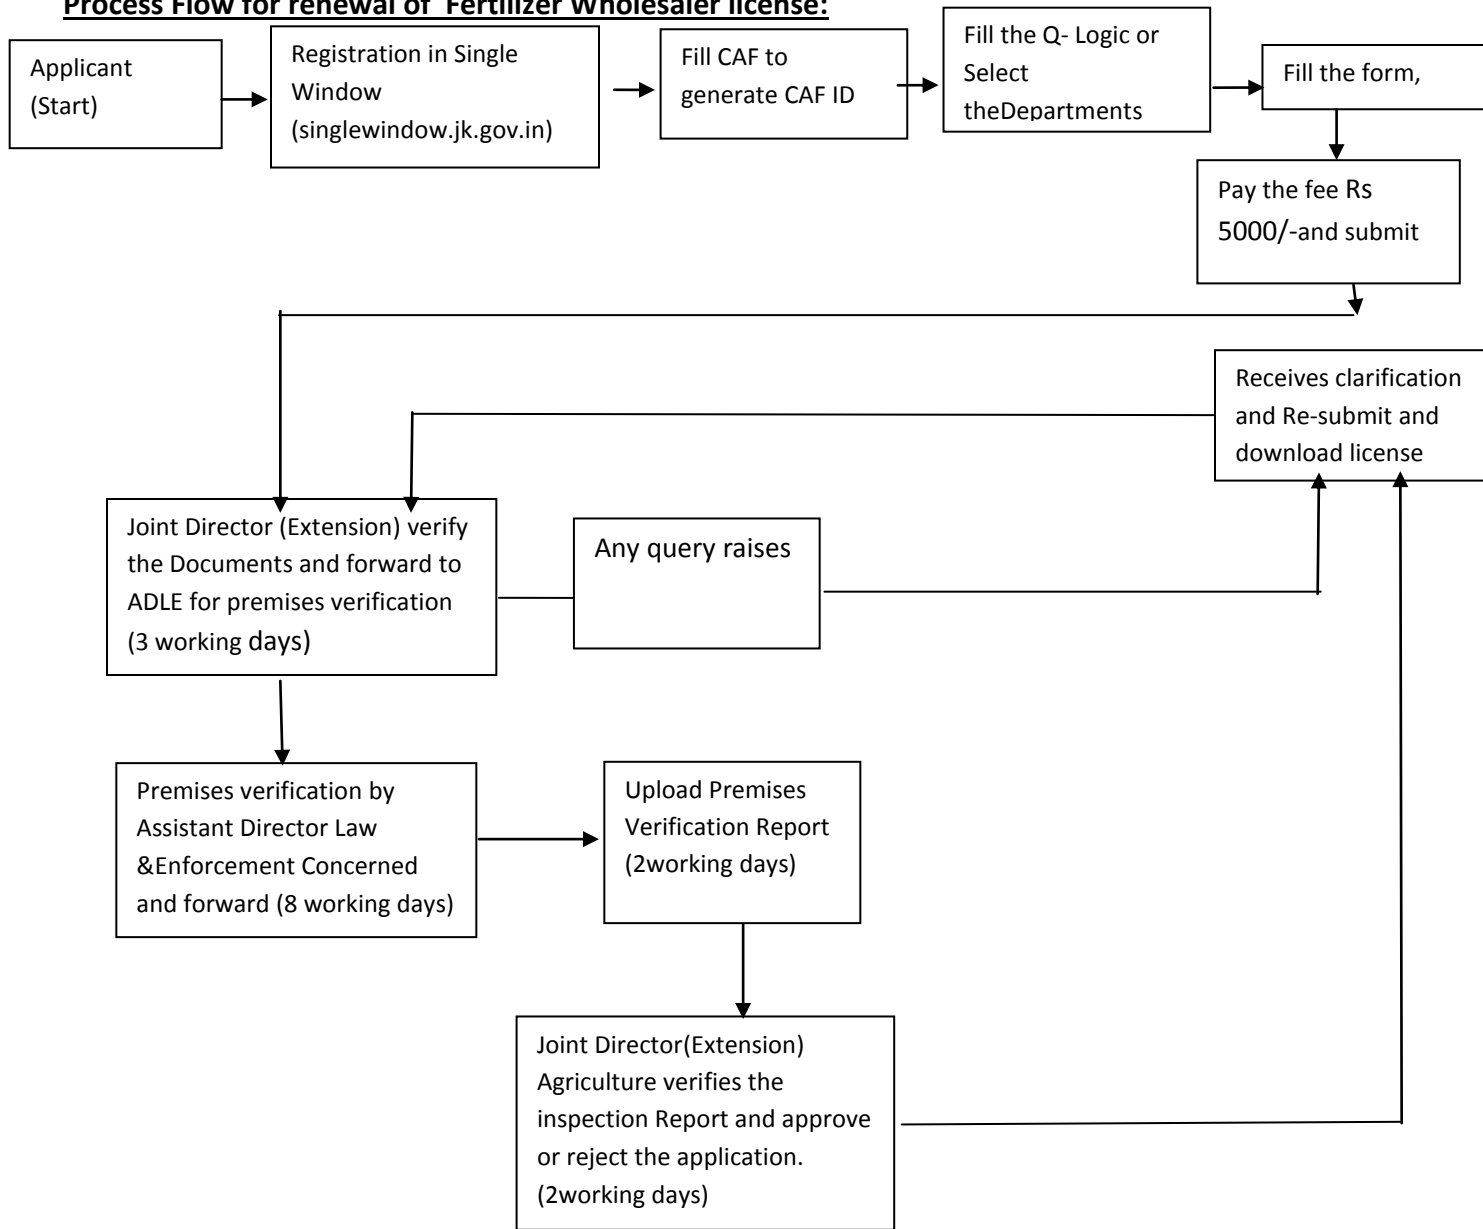 Process Flow for renewal of  Fertilizer Wholesaler license:
Applicant
(Start)
Registration in Single
Window
(singlewindow.jk.gov.in)
Fill CAF to
generate CAF ID
Fill the Q- Logic or
Select
theDepartments
Fill the form,
Pay the fee Rs
5000/-and submit
Receives clarification
and Re-submit and
download license
Joint Director (Extension) verify
the Documents and forward to
ADLE for premises verification
(3 working days)
Any query raises
Premises verification by
Assistant Director Law
&Enforcement Concerned
and forward (8 working days)
Upload Premises
Verification Report
(2working days)
Joint Director(Extension)
Agriculture verifies the
inspection Report and approve
or reject the application.
(2working days)